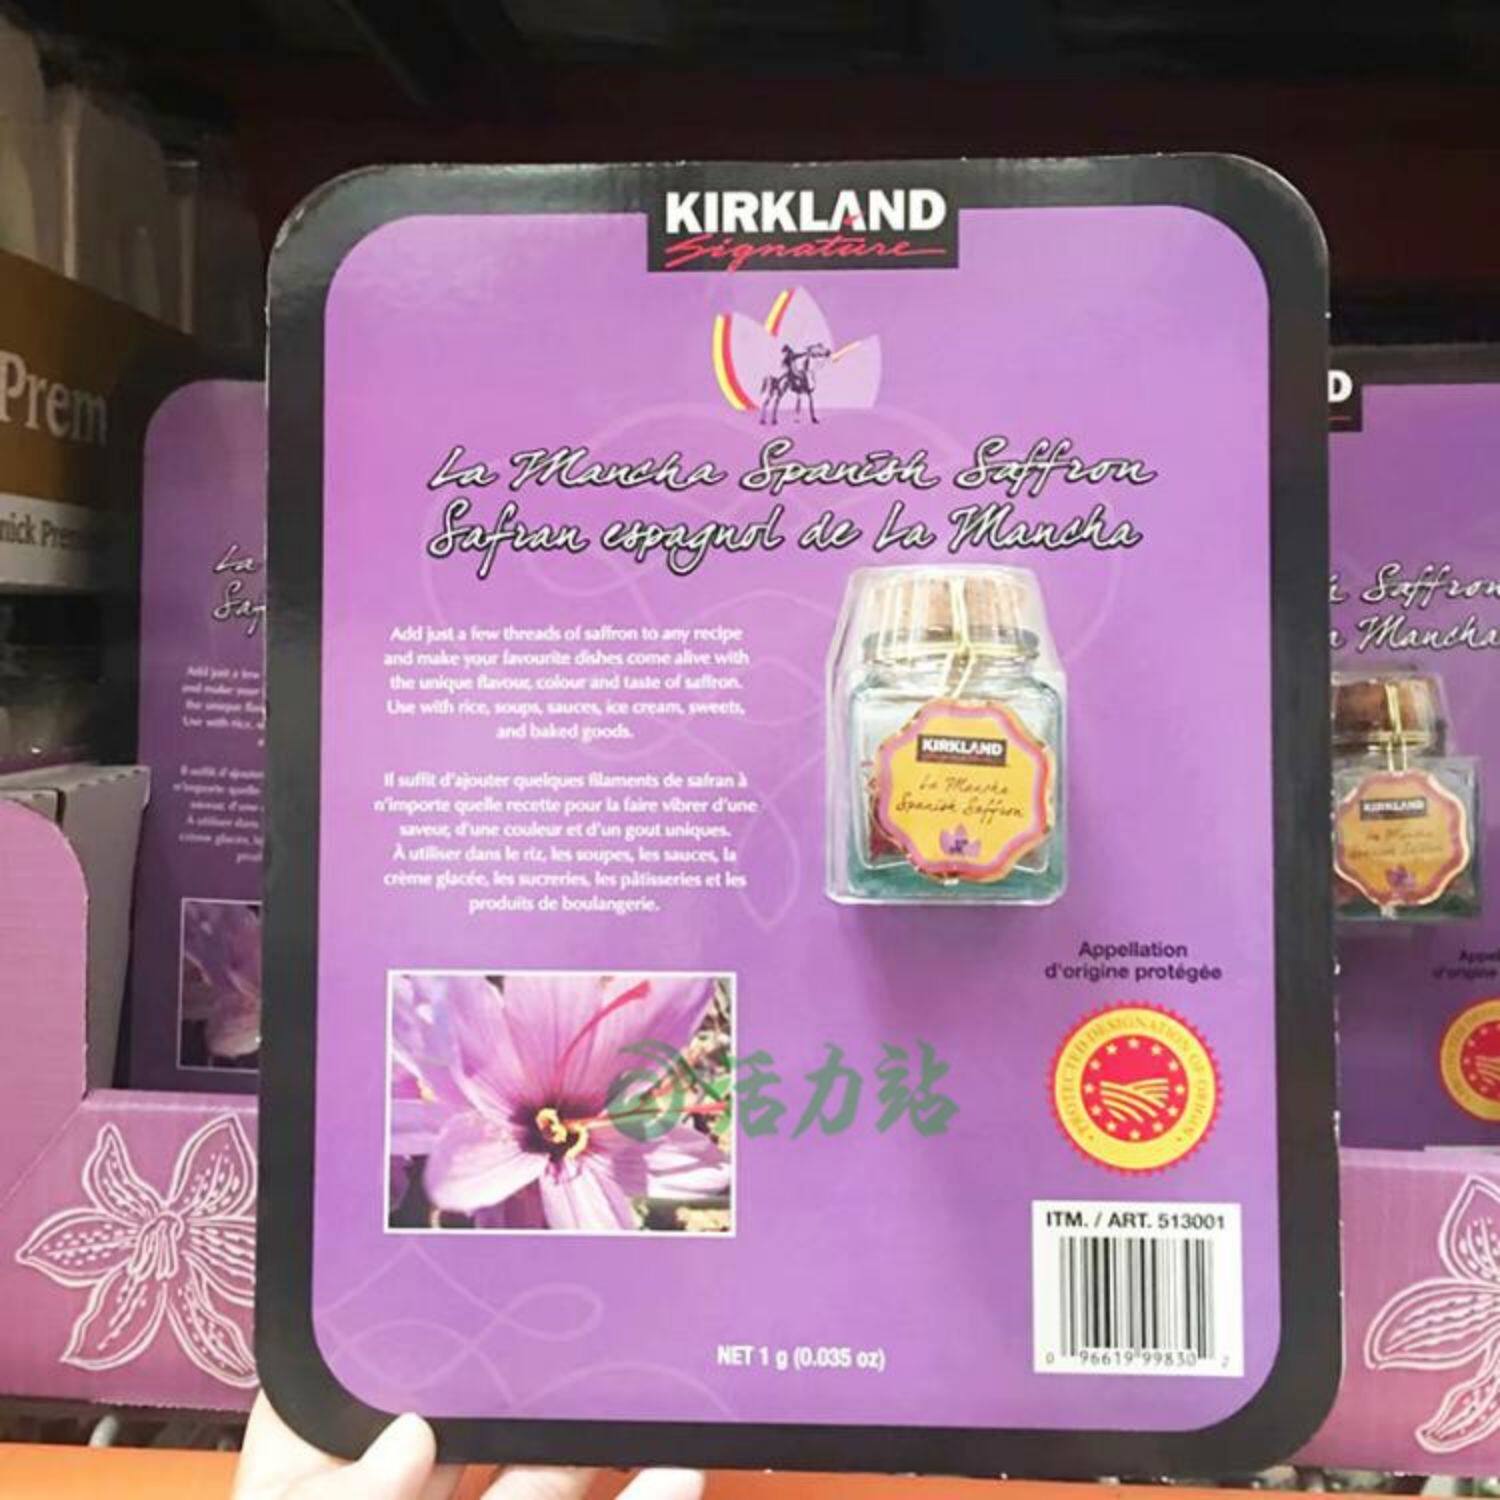 KIRKLAND
Signature
La Mancha Spanish Saffron
Safran espagnol de La Mancha
Add just a few threads of saffron to any recipe
and make your favourite dishes come alive with
the unique flavour, colour and taste of saffron.
Use with rice, soups, sauces, ice cream, sweets,
and baked goods.
Il suffit d'ajouter quelques filaments de safran à
n'importe quelle recette pour la faire vibrer d'une
saveur, d'une couleur et d'un gout uniques.
À utiliser dans le riz, les soupes, les sauces, la
crème glacée, les sucreries, les pâtisseries et les
produits de boulangerie.
KIRKLAND
La Mancha
Spanish Saffron
Appellation
d'origine protégée
PROTECTED DESIGNATION OF ORIGIN
活力站
ITM. / ART. 513001
0 96619 99830 2
NET 1 g (0.035 oz)
Prem
nick Prem
La
Saf
D
Saffron
Mancha
KIRKLAND